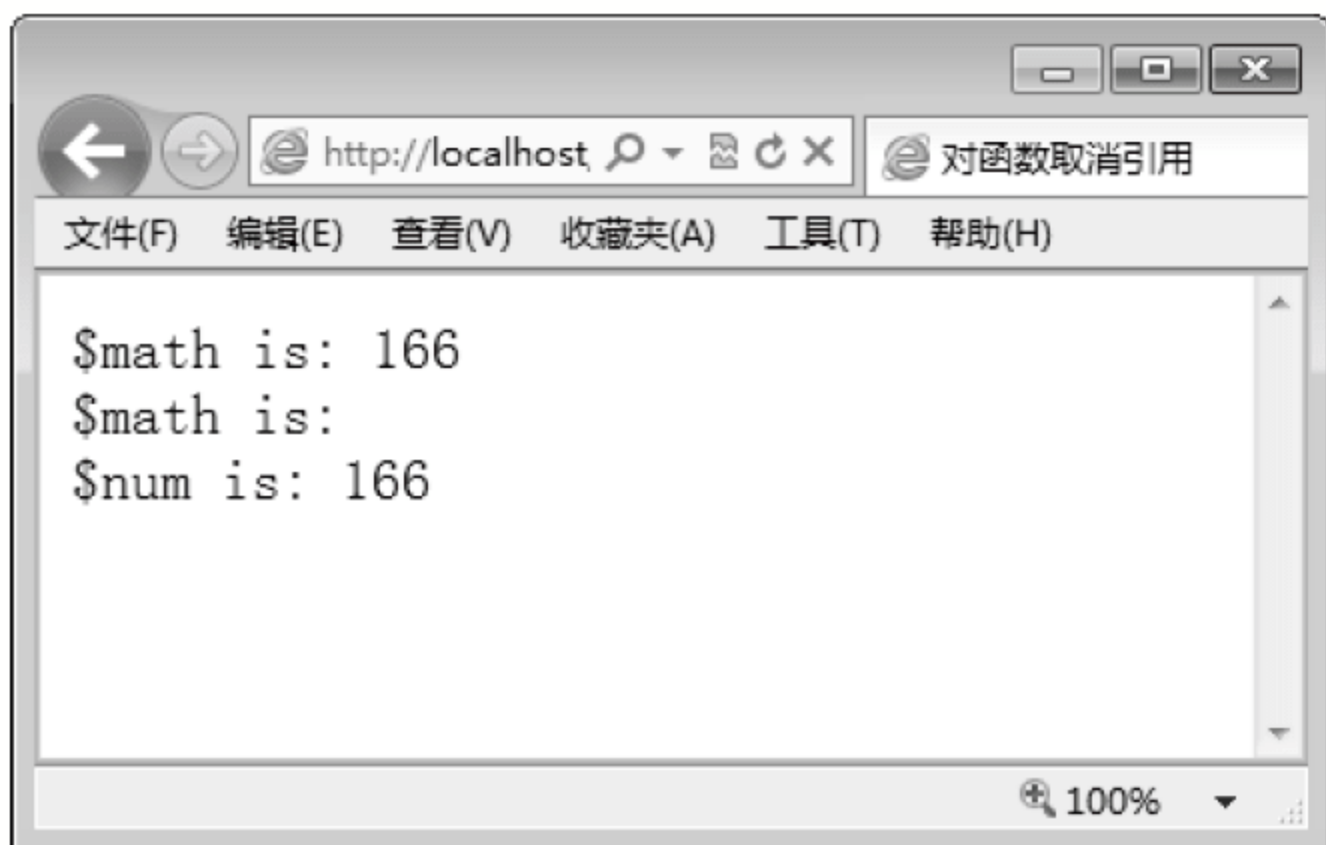 http://localhost
对函数取消引用
文件(F) 编辑(E) 查看(V) 收藏夹(A) 工具(T) 帮助(H)
$math is: 166
$math is:
$num is: 166
100%